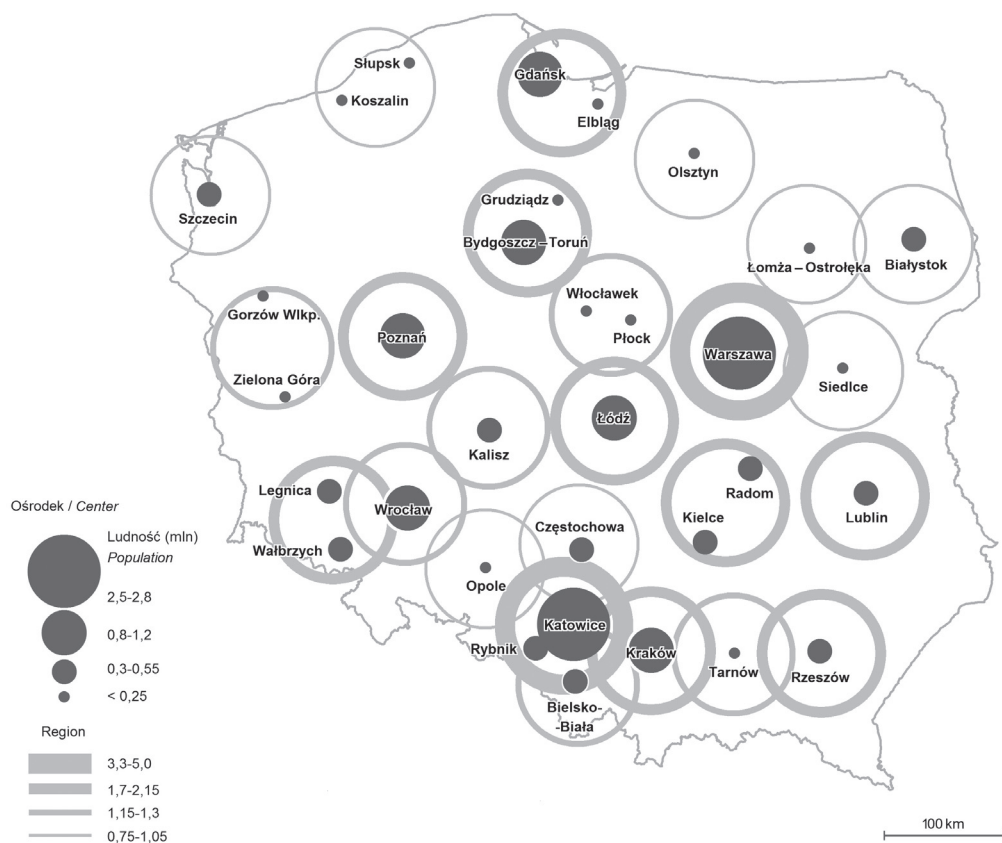 Słupsk
Koszalin
Gdańsk
Elbląg
Olsztyn
Szczecin
Grudziądz
Bydgoszcz – Toruń
Łomża – Ostrołęka
Białystok
Włocławek
Płock
Gorzów Wlkp.
Poznań
Warszawa
Zielona Góra
Siedlce
Łódź
Kalisz
Legnica
Wrocław
Radom
Lublin
Wałbrzych
Częstochowa
Kielce
Opole
Katowice
Rybnik
Kraków
Tarnów
Rzeszów
Bielsko-
-Biała
Ośrodek / Center
Ludność (mln)
Population
2,5-2,8
0,8-1,2
0,3-0,55
< 0,25
Region
3,3-5,0
1,7-2,15
1,15-1,3
0,75-1,05
100 km